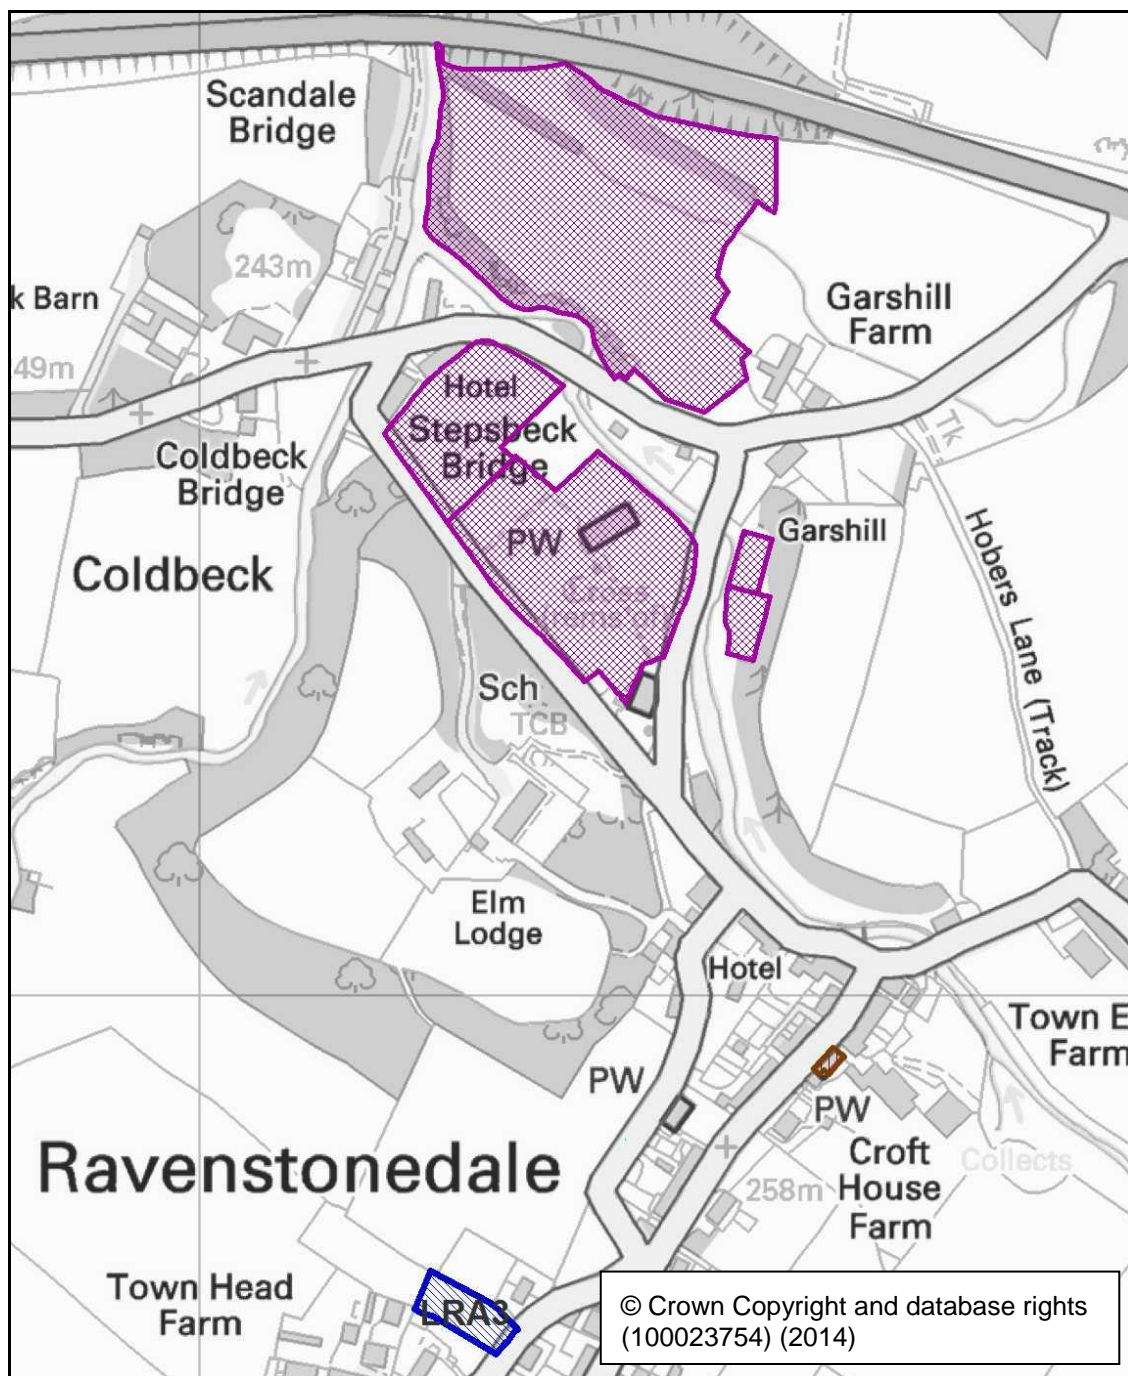 Scandale
Bridge
243m
k Barn
49m
Garshill
Farm
Hotel
Stepsbeck
Bridge
Tk
Coldbeck
Bridge
Coldbeck
PW
Garshill
Cross
Hobers Lane (Track)
Sch
TCB
Elm
Lodge
Hotel
Town E
Farm
PW
PW
Croft
House
Farm
Collects
258m
Ravenstonedale
Town Head
Farm
LRA3
© Crown Copyright and database rights
(100023754) (2014)